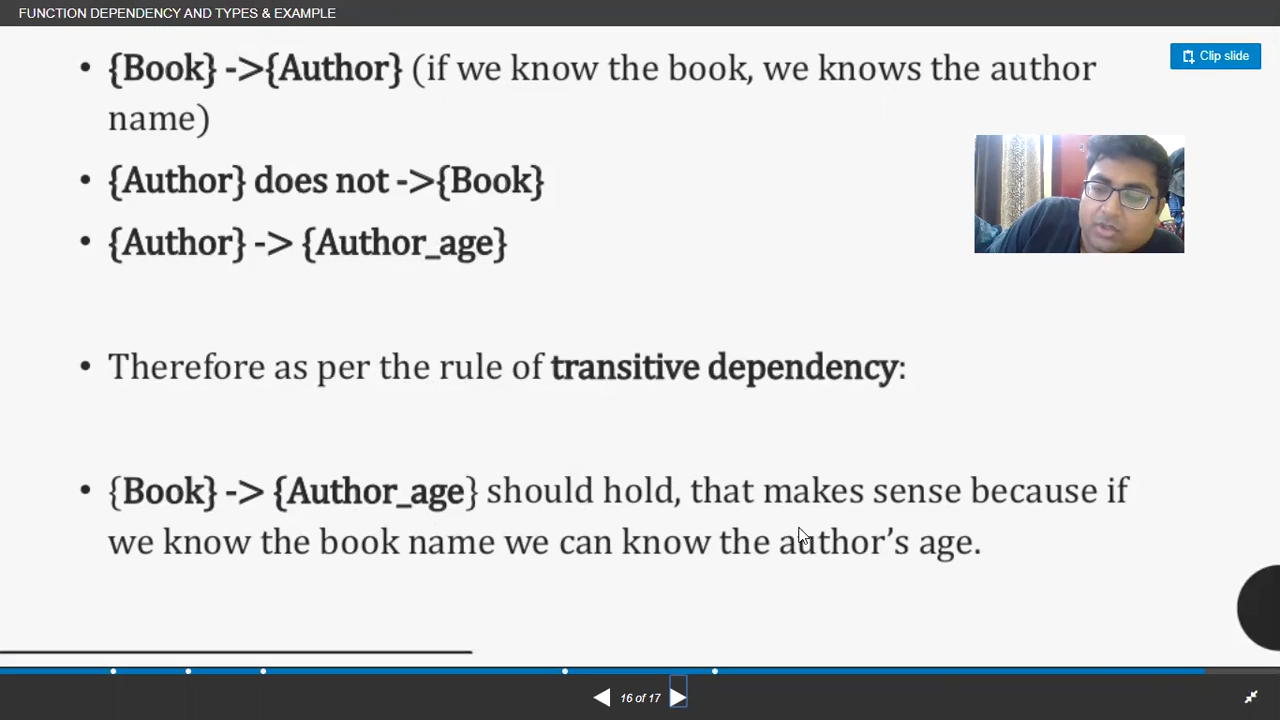 FUNCTION DEPENDENCY AND TYPES & EXAMPLE
Clip slide
• {Book} ->{Author} (if we know the book, we knows the author
name)
• {Author} does not ->{Book}
• {Author} -> {Author_age}
• Therefore as per the rule of transitive dependency:
• {Book} -> {Author_age} should hold, that makes sense because if
we know the book name we can know the author’s age.
16 of 17